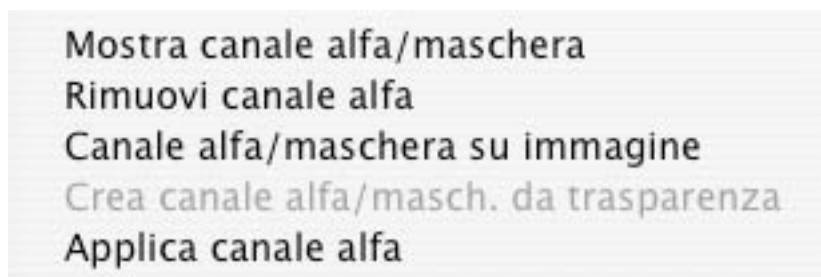 Mostra canale alfa/maschera
Rimuovi canale alfa
Canale alfa/maschera su immagine
Crea canale alfa/masch. da trasparenza
Applica canale alfa